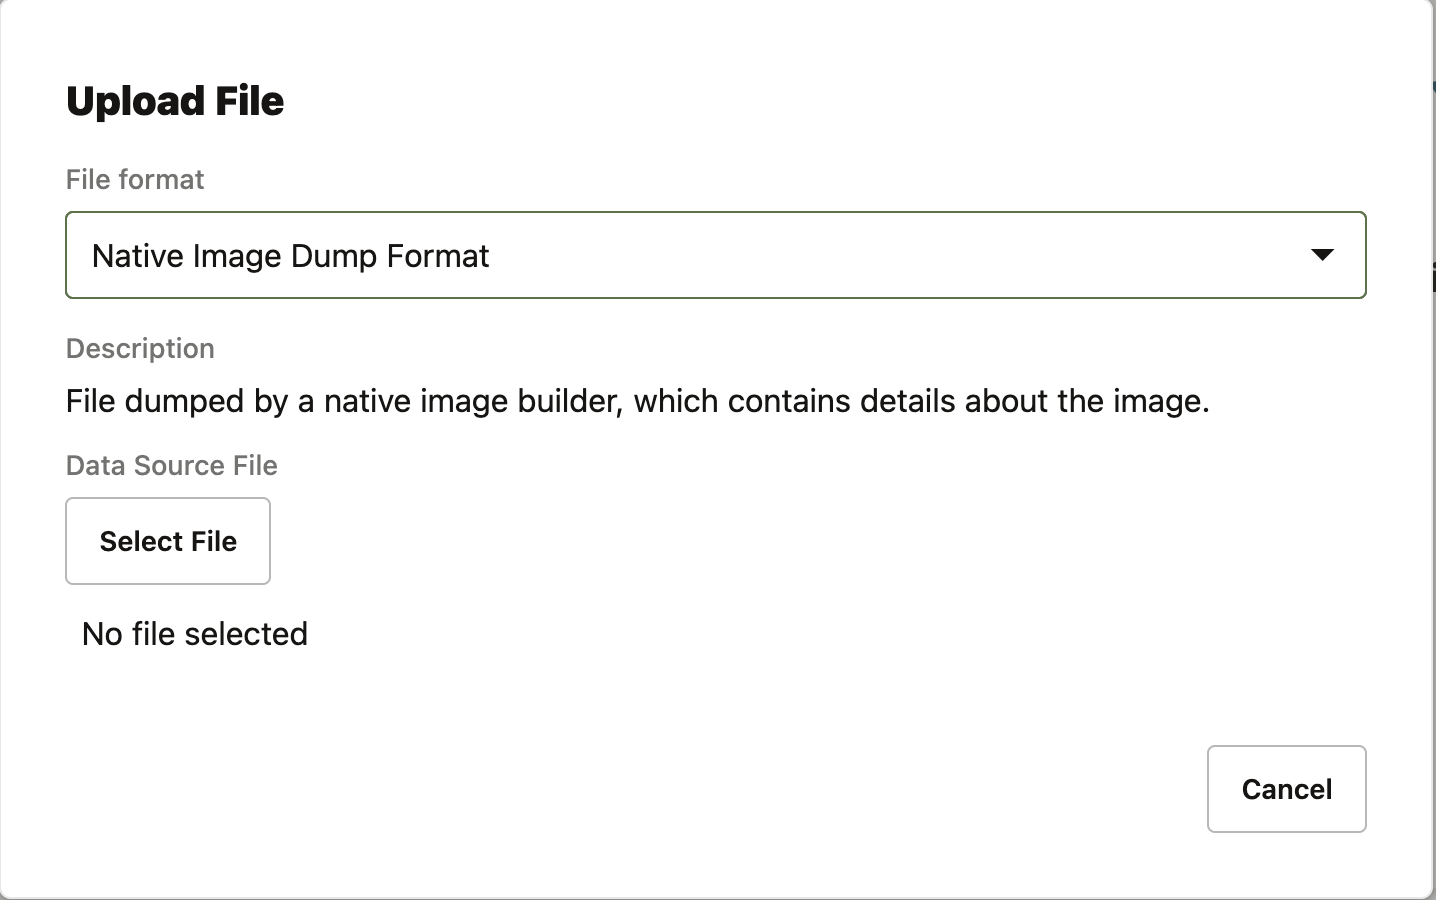 Upload File
File format
Native Image Dump Format
Description
File dumped by a native image builder, which contains details about the image.
Data Source File
Select File
No file selected
Cancel